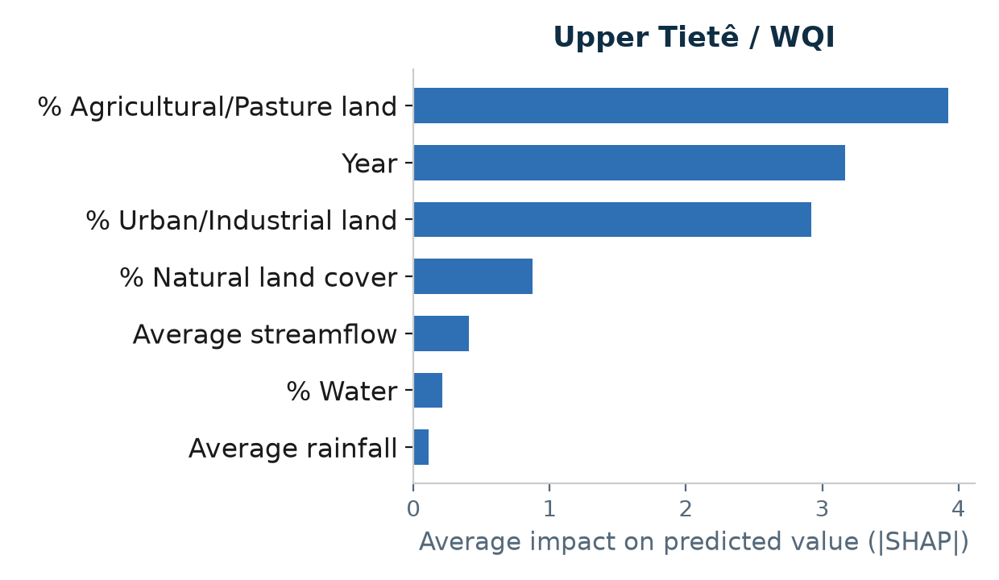 Upper Tietê / WQI
% Agricultural/Pasture land
Year
% Urban/Industrial land
% Natural land cover
Average streamflow
% Water
Average rainfall
0 1 2 3 4
Average impact on predicted value (|SHAP|)